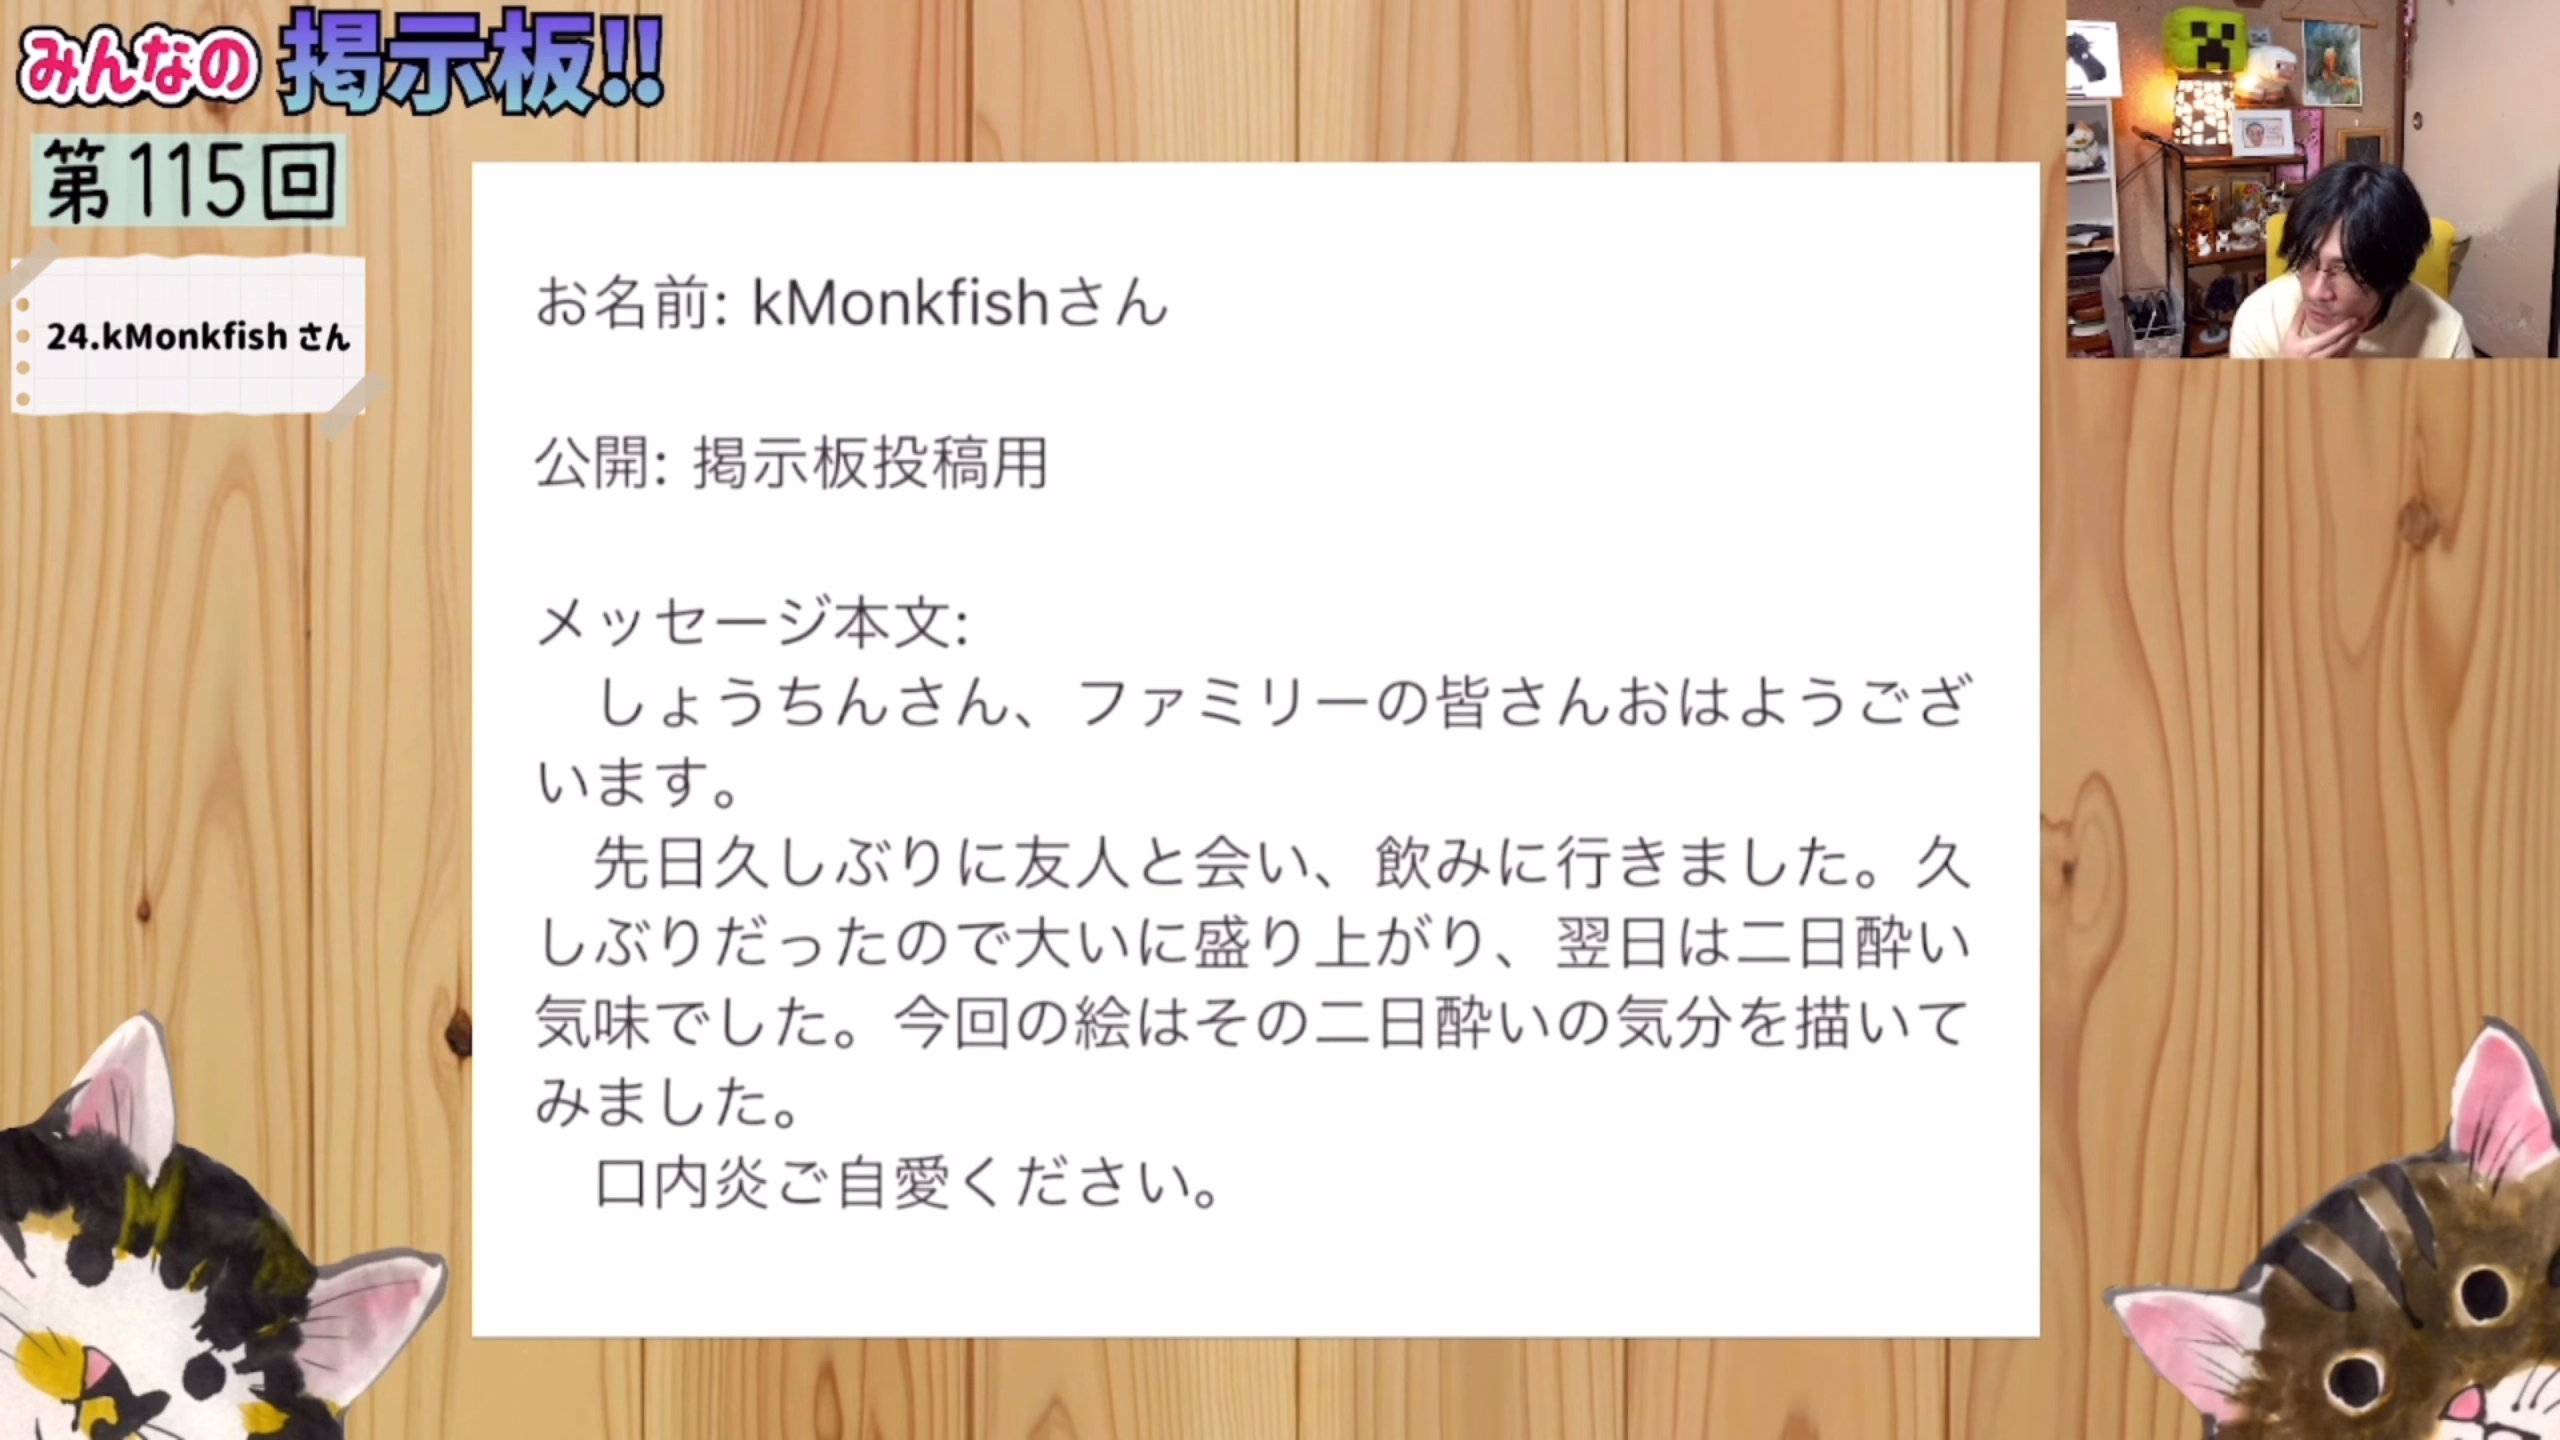 みんなの 掲示板!!
第115回
24.kMonkfish さん
お名前: kMonkfishさん
公開: 掲示板投稿用
メッセージ本文:
　しょうちんさん、ファミリーの皆さんおはようござ
います。
　先日久しぶりに友人と会い、飲みに行きました。久
しぶりだったので大いに盛り上がり、翌日は二日酔い
気味でした。今回の絵はその二日酔いの気分を描いて
みました。
　口内炎ご自愛ください。